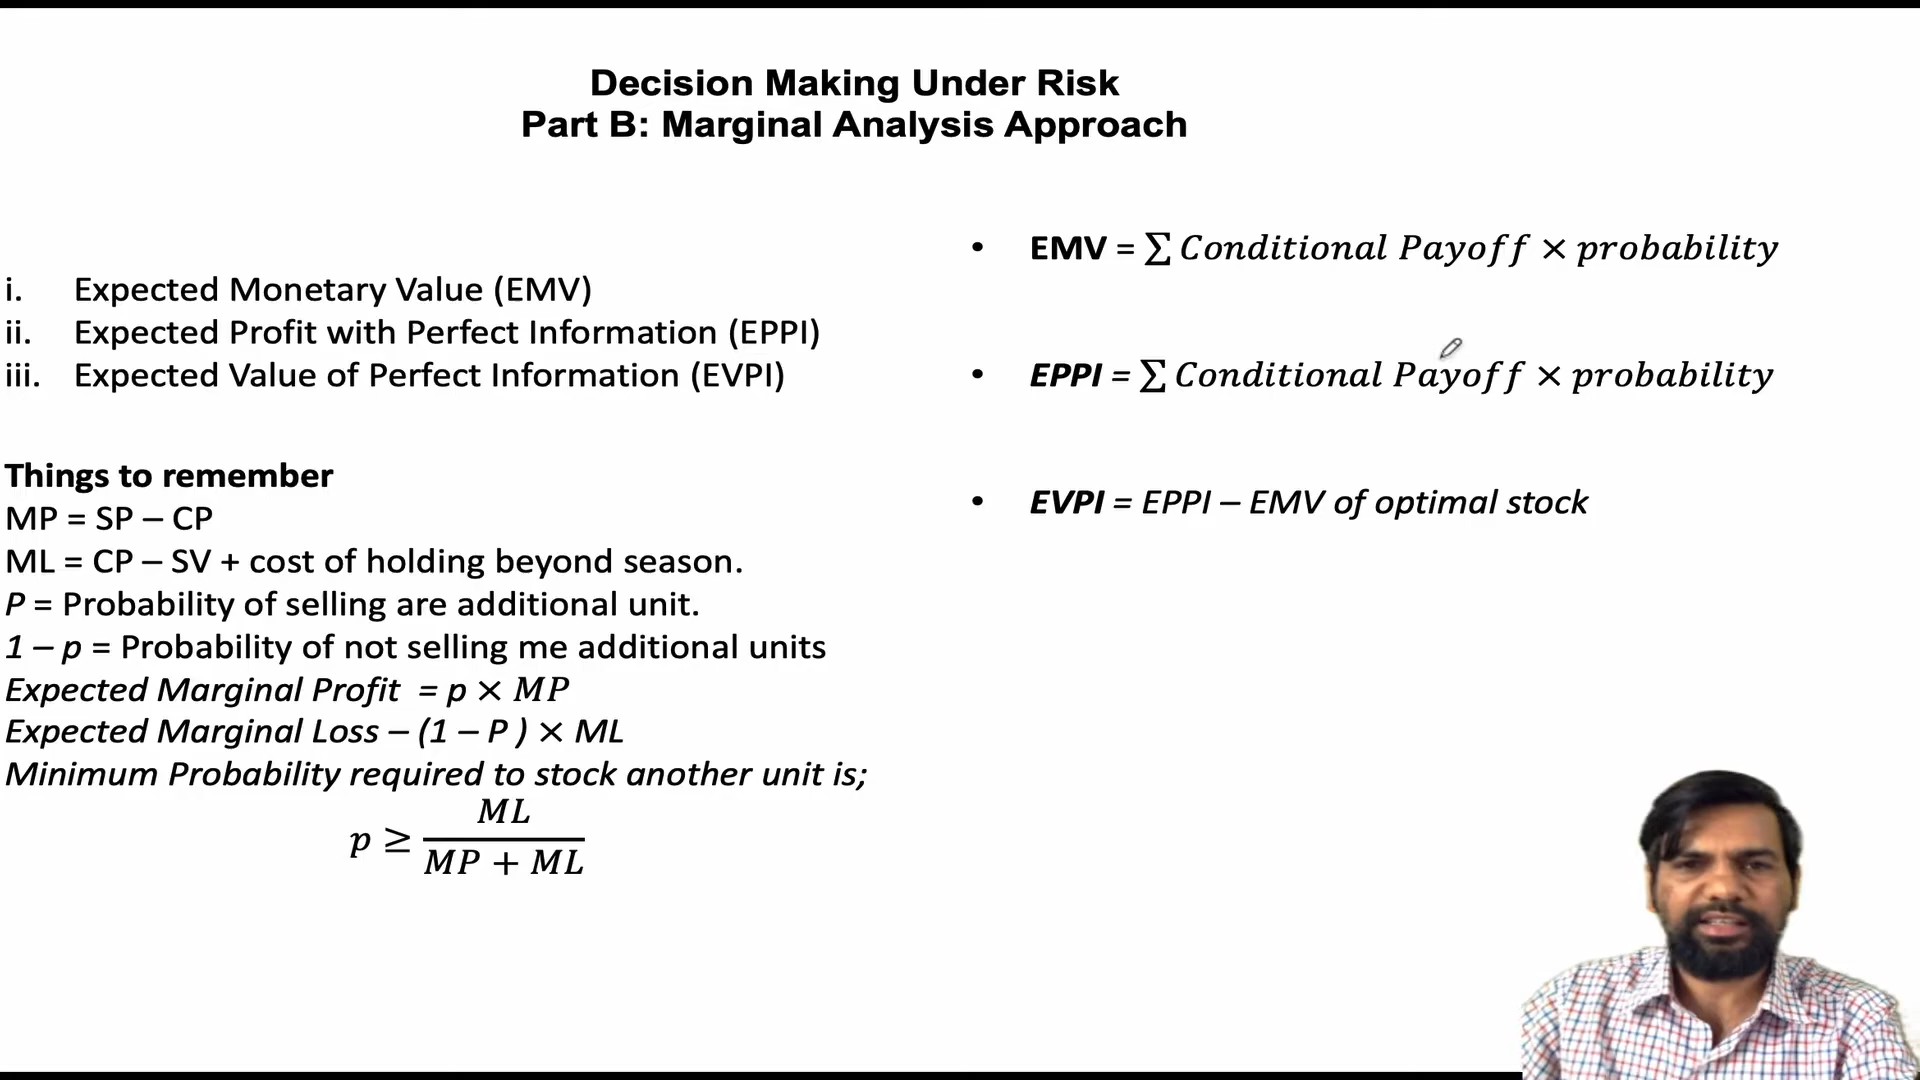 Decision Making Under Risk
Part B: Marginal Analysis Approach
i. Expected Monetary Value (EMV)
ii. Expected Profit with Perfect Information (EPPI)
iii. Expected Value of Perfect Information (EVPI)
Things to remember
MP = SP – CP
ML = CP – SV + cost of holding beyond season.
P = Probability of selling are additional unit.
1 – p = Probability of not selling me additional units
Expected Marginal Profit = p × MP
Expected Marginal Loss – (1 – P ) × ML
Minimum Probability required to stock another unit is;
p ≥ ML / MP + ML
• EMV = ∑ Conditional Payoff × probability
• EPPI = ∑ Conditional Payoff × probability
• EVPI = EPPI – EMV of optimal stock